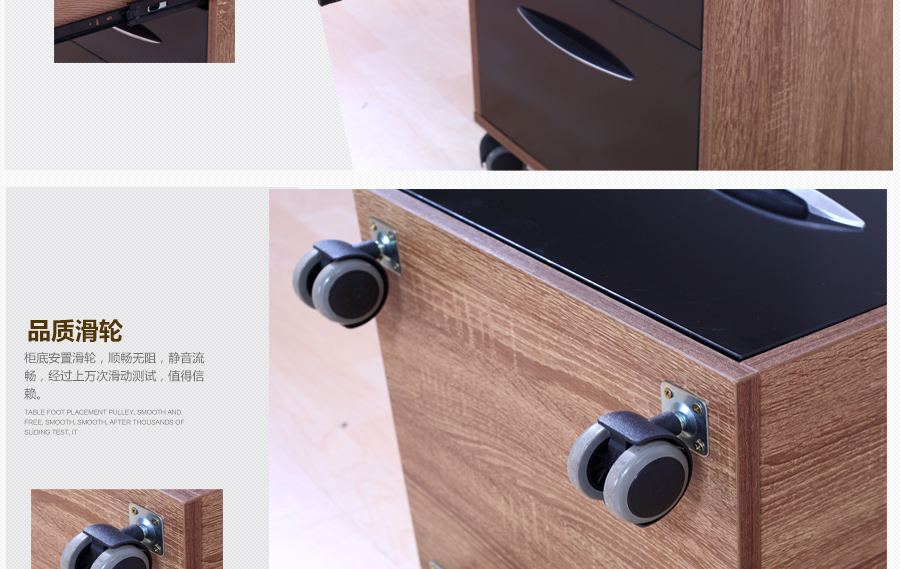 品质滑轮
柜底安置滑轮，顺畅无阻，静音流
畅，经过上万次滑动测试，值得信
赖。
TABLE FOOT PLACEMENT PULLEY, SMOOTH AND
FREE, SMOOTH, SMOOTH, AFTER THOUSANDS OF
SLIDING TEST, IT